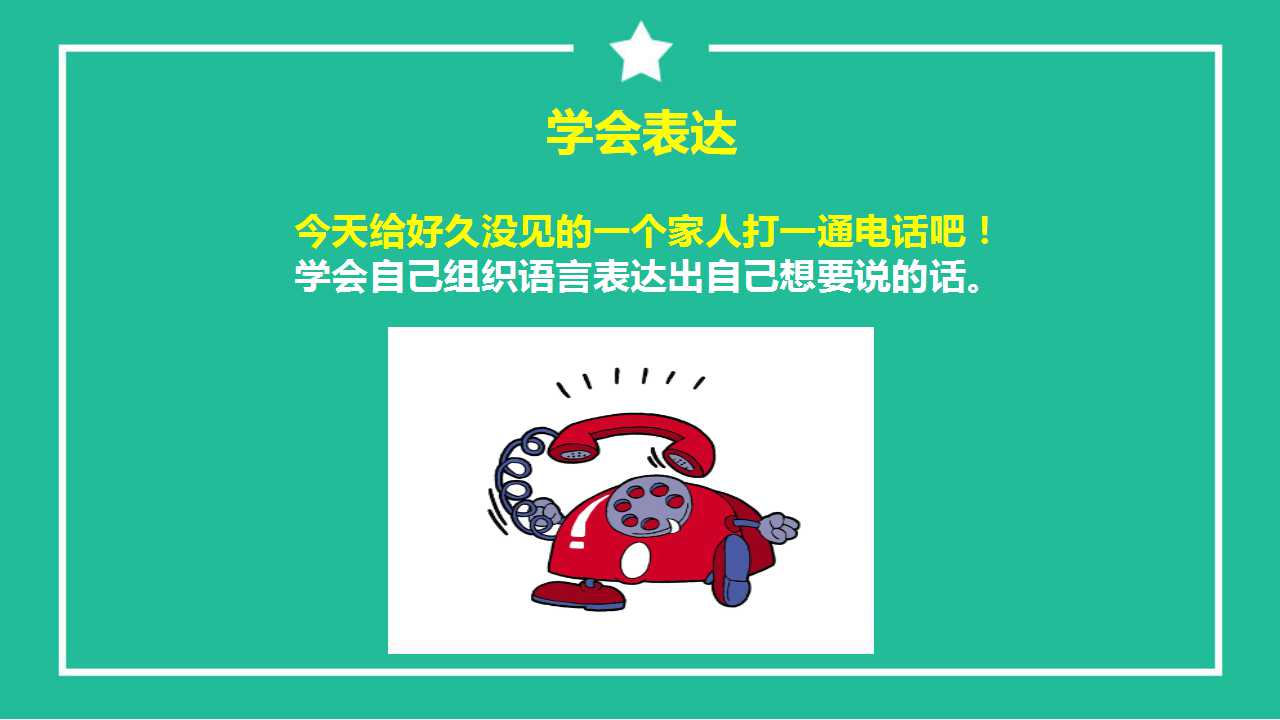 学会表达
今天给好久没见的一个家人打一通电话吧！
学会自己组织语言表达出自己想要说的话。